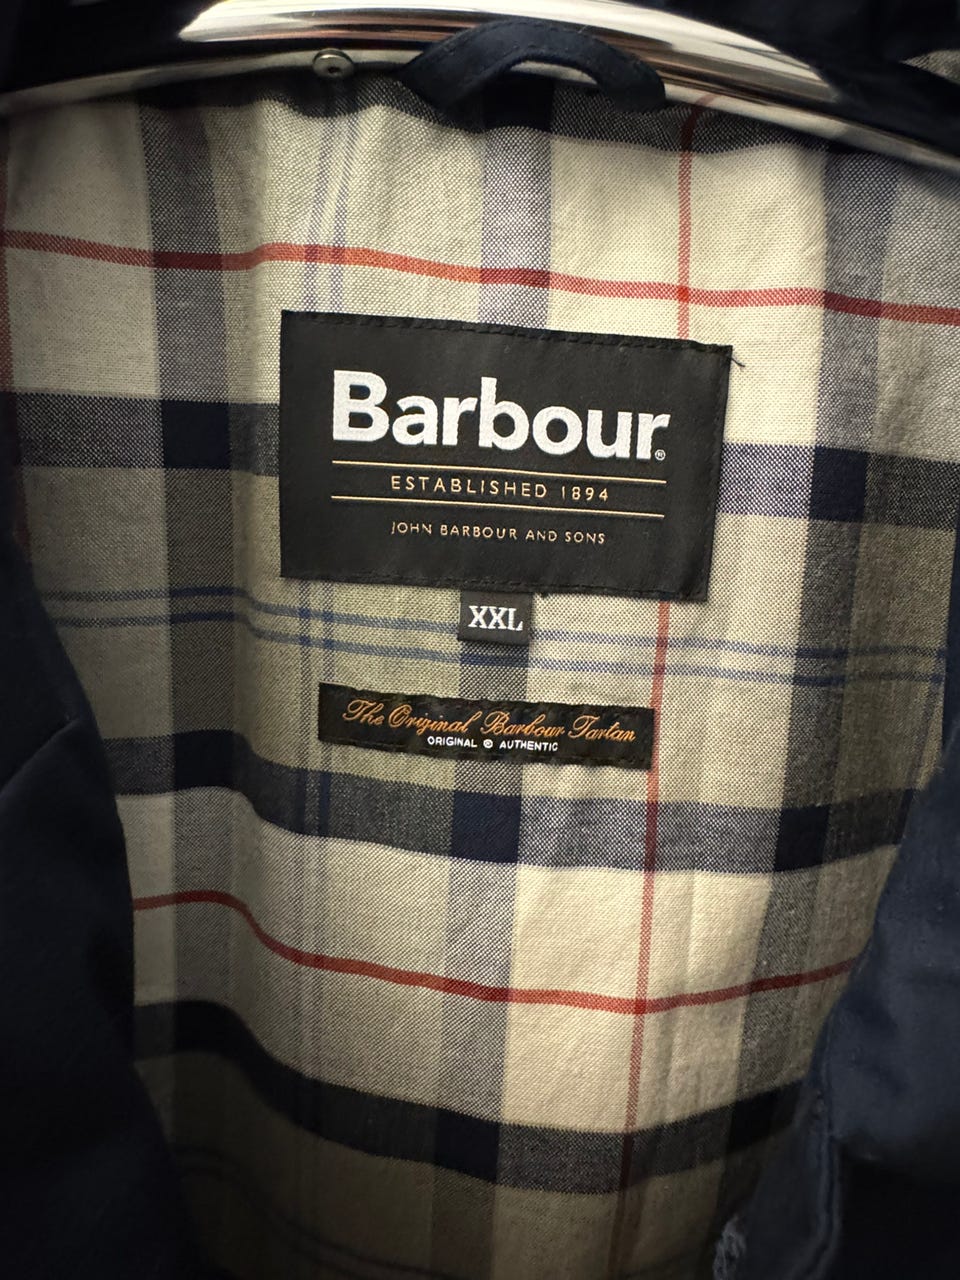 Barbour®
ESTABLISHED 1894
JOHN BARBOUR AND SONS
XXL
The Original Barbour Tartan
ORIGINAL ® AUTHENTIC